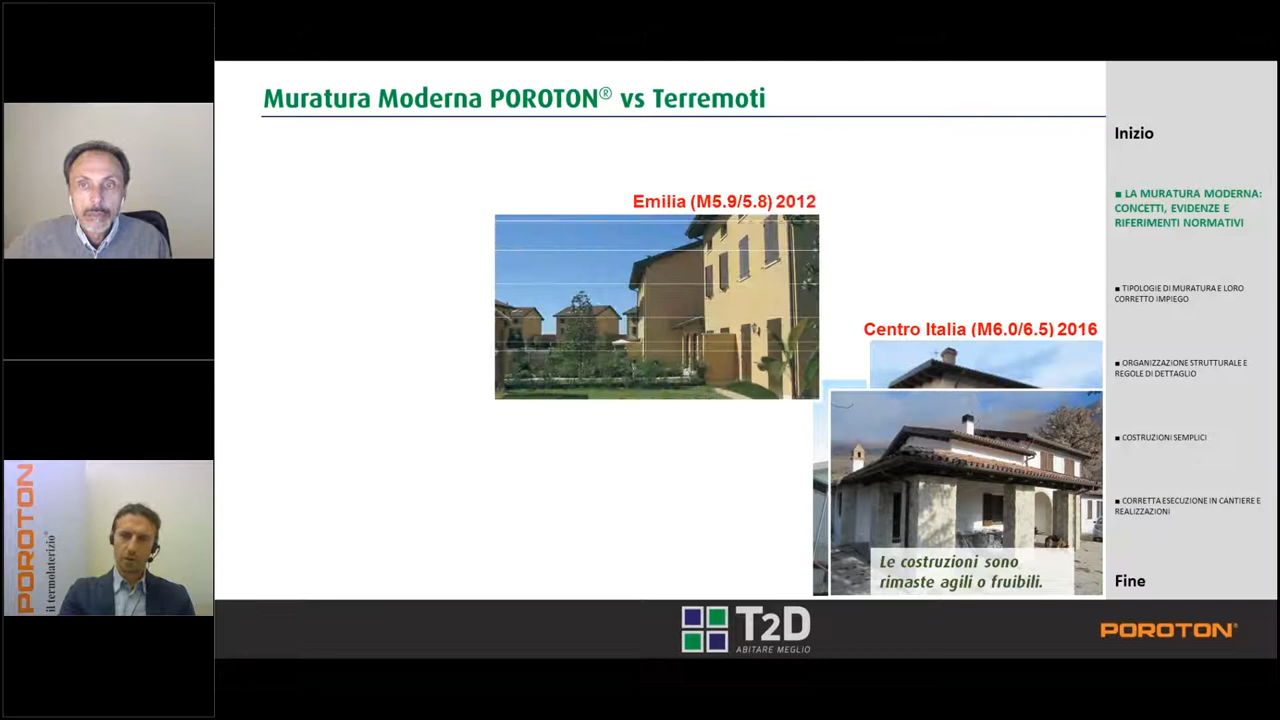 Muratura Moderna POROTON® vs Terremoti
Emilia (M5.9/5.8) 2012
Centro Italia (M6.0/6.5) 2016
Le costruzioni sono
rimaste agili o fruibili.
Inizio
■ LA MURATURA MODERNA:
CONCETTI, EVIDENZE E
RIFERIMENTI NORMATIVI
■ TIPOLOGIE DI MURATURA E LORO
CORRETTO IMPIEGO
■ ORGANIZZAZIONE STRUTTURALE E
REGOLE DI DETTAGLIO
■ COSTRUZIONI SEMPLICI
■ CORRETTA ESECUZIONE IN CANTIERE E
REALIZZAZIONI
Fine
POROTON
il termolaterizio®
T2D
ABITARE MEGLIO
POROTON®